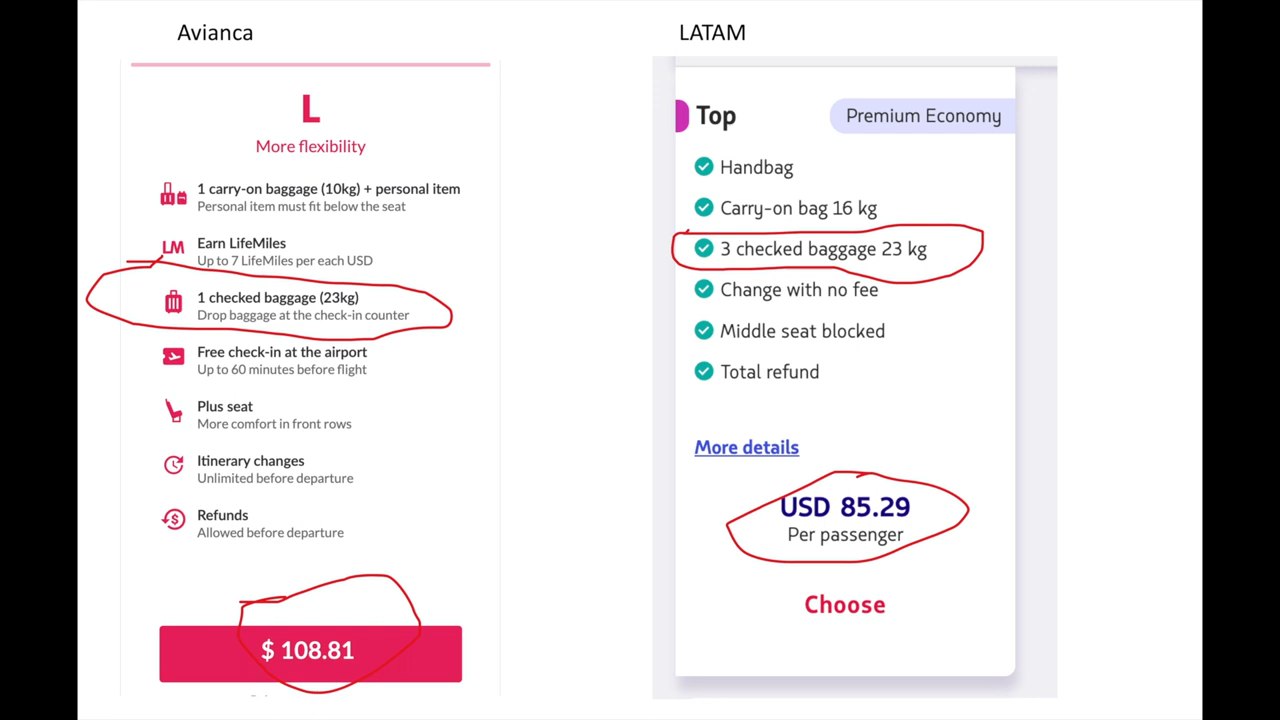 Avianca
L
More flexibility
1 carry-on baggage (10kg) + personal item
Personal item must fit below the seat
LM
Earn LifeMiles
Up to 7 LifeMiles per each USD
1 checked baggage (23kg)
Drop baggage at the check-in counter
Free check-in at the airport
Up to 60 minutes before flight
Plus seat
More comfort in front rows
Itinerary changes
Unlimited before departure
Refunds
Allowed before departure
$ 108.81
LATAM
Top
Premium Economy
Handbag
Carry-on bag 16 kg
3 checked baggage 23 kg
Change with no fee
Middle seat blocked
Total refund
More details
USD 85.29
Per passenger
Choose